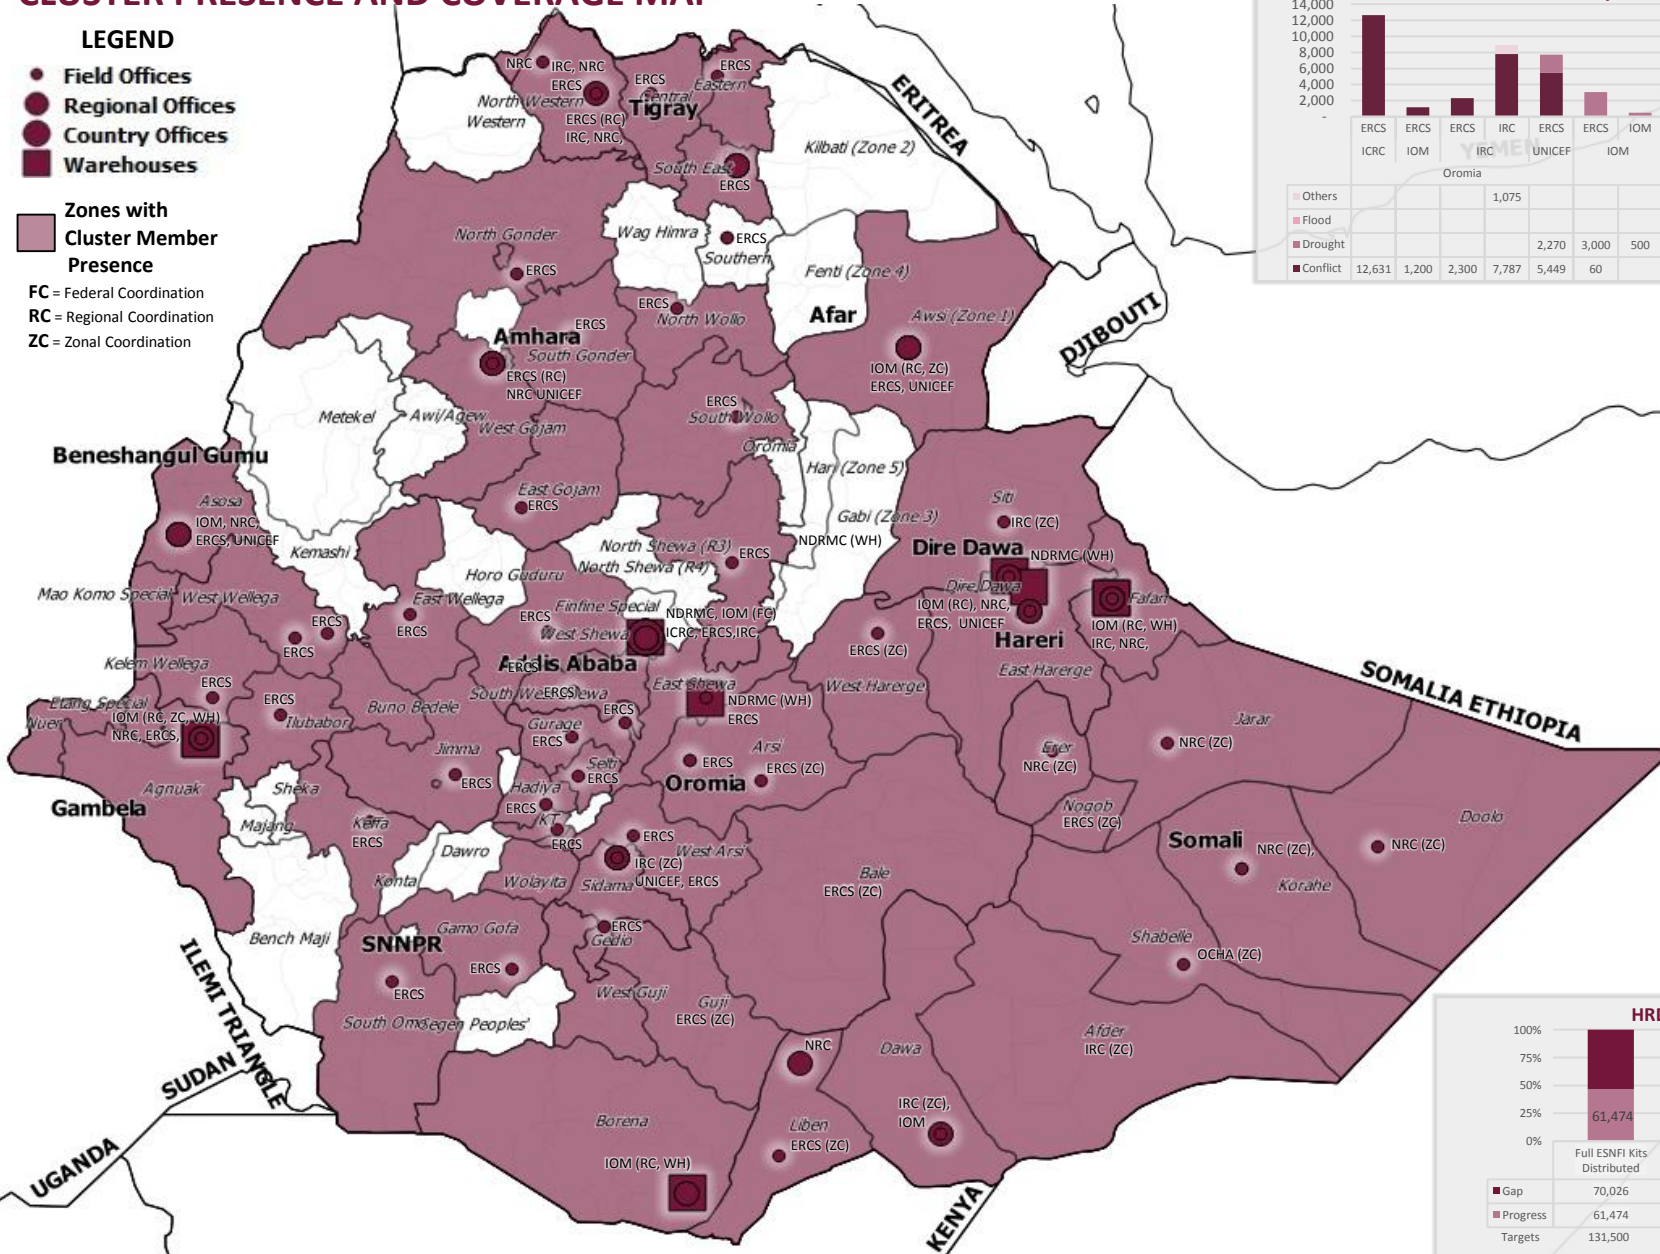 CLUSTER PRESENCE AND COVERAGE MAP
LEGEND
Field Offices
Regional Offices
Country Offices
Warehouses
Zones with
Cluster Member
Presence
FC = Federal Coordination
RC = Regional Coordination
ZC = Zonal Coordination
NRC
IRC, NRC
ERCS
North Western
Western
ERCS (RC)
IRC, NRC,
ERCS
Central
Tigray
ERCS
Eastern
South East
ERCS
ERITREA
Kilbati (Zone 2)
North Gonder
ERCS
Wag Himra
ERCS
Southern
Fenti (Zone 4)
Afar
Awsi (Zone 1)
IOM (RC, ZC)
ERCS, UNICEF
DJIBOUTI
ERCS
North Wollo
ERCS
Amhara
South Gonder
ERCS (RC)
NRC UNICEF
Metekel
Awi/Agew
West Gojam
ERCS
South Wollo
Oromia
Hari (Zone 5)
Beneshangul Gumu
Asosa
IOM, NRC,
ERCS, UNICEF
East Gojam
ERCS
Gabi (Zone 3)
NDRMC (WH)
Siti
IRC (ZC)
Kemashi
North Shewa (R3)
North Shewa (R4)
ERCS
Dire Dawa
NDRMC (WH)
Dire Dawa
IOM (RC), NRC,
ERCS, UNICEF
Hareri
Fafan
IOM (RC, WH)
IRC, NRC,
Horo Guduru
Mao Komo Special
West Wellega
East Wellega
ERCS
ERCS
ERCS
ERCS
Finfine Special
West Shewa
NDRMC, IOM (FC)
ICRC, ERCS,IRC,
Addis Ababa
ERCS
ERCS (ZC)
West Harerge
East Harerge
SOMALIA ETHIOPIA
Kelem Wellega
ERCS
Etang Special
Nuer
IOM (RC, ZC, WH)
NRC, ERCS,
ERCS
Ilubabor
Buno Bedele
South West Shewa
ERCS
East Shewa
NDRMC (WH)
ERCS
ERCS
Gurage
ERCS
Jimma
ERCS
Selti
ERCS
Arsi
ERCS
ERCS (ZC)
Oromia
Erer
NRC (ZC)
NRC (ZC)
Jarar
Agnuak
Gambela
Sheka
Majang
Keffa
ERCS
Hadiya
ERCS
KT
ERCS
Dawro
Konta
Wolayita
ERCS
IRC (ZC)
UNICEF, ERCS
West Arsi
Sidama
Nogob
ERCS (ZC)
Somali
NRC (ZC),
Korahe
NRC (ZC)
Doolo
Bale
ERCS (ZC)
Bench Maji
SNNPR
Gamo Gofa
ERCS
Gedio
ERCS
ERCS
South Omo
Segen Peoples'
West Guji
Guji
ERCS (ZC)
Shabelle
OCHA (ZC)
Afder
IRC (ZC)
Dawa
NRC
IRC (ZC),
IOM
Liben
ERCS (ZC)
Borena
IOM (RC, WH)
ILEMI TRIANGLE
SUDAN
UGANDA
KENYA
YEMEN
14,000
12,000
10,000
8,000
6,000
4,000
2,000
-
ERCS ERCS ERCS IRC ERCS ERCS IOM
ICRC IOM IRC UNICEF IOM
Oromia
Others 1,075
Flood
Drought 2,270 3,000 500
Conflict 12,631 1,200 2,300 7,787 5,449 60
HRD
100%
75%
50%
25%
0%
61,474
Full ESNFI Kits
Distributed
Gap 70,026
Progress 61,474
Targets 131,500